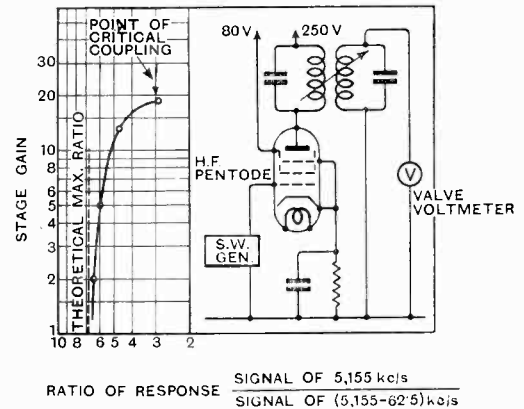 POINT OF
CRITICAL
COUPLING
80V
250V
30
20
10
8
6
5
4
3
2
1
STAGE GAIN
THEORETICAL MAX. RATIO
10 8 6 5 4 3 2
H.F.
PENTODE
S.W.
GEN.
V
VALVE
VOLTMETER
RATIO OF RESPONSE
SIGNAL OF 5,155 kc/s
SIGNAL OF (5,155-62·5)kc/s